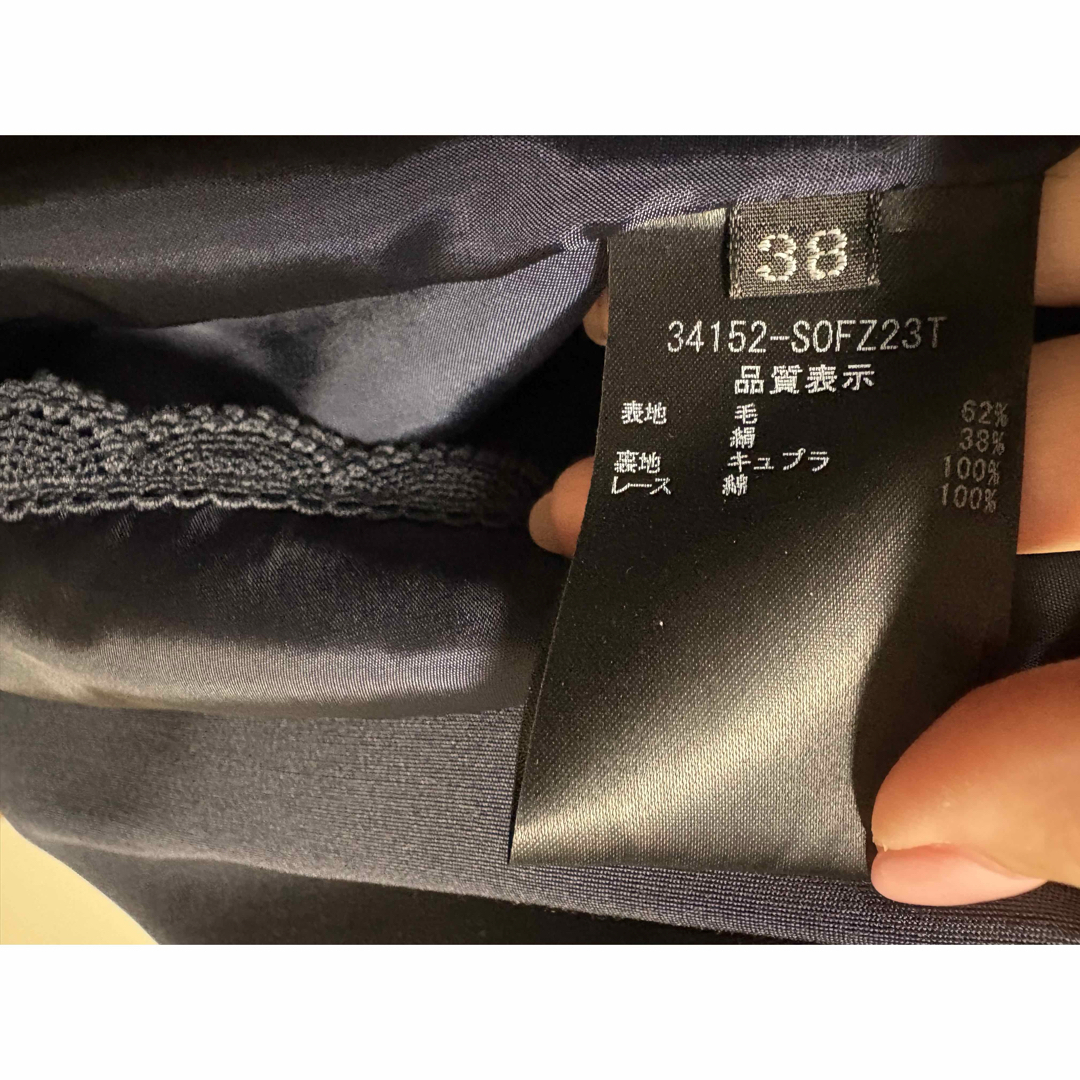 38
34152-SOFZ23T
品質表示
表地 毛 62%
絹 38%
裏地 キュプラ 100%
レース 綿 100%